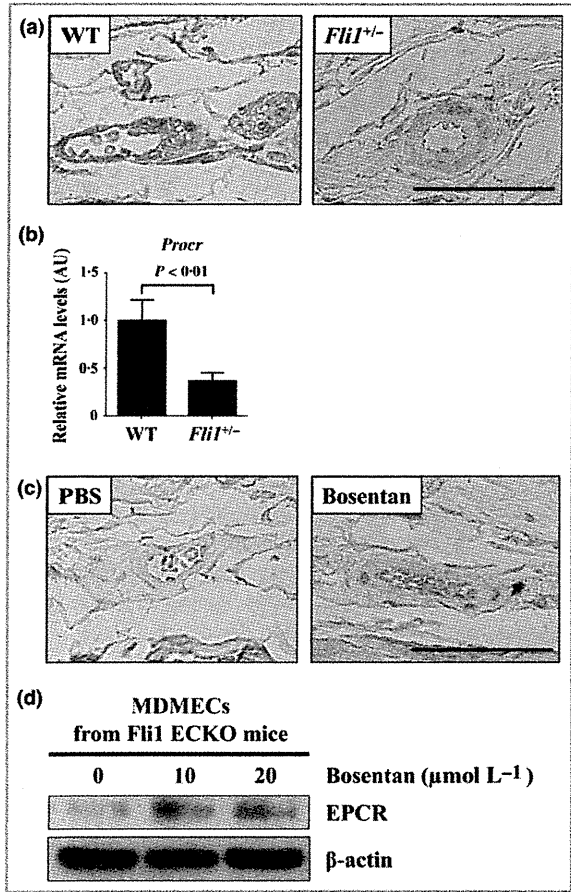 (a)
WT
Fli1+/–
(b)
Procr
P < 0·01
Relative mRNA levels (AU)
1·5
1·0
0·5
0
WT
Fli1+/–
(c)
PBS
Bosentan
(d)
MDMECs
from Fli1 ECKO mice
0 10 20 Bosentan (µmol L–1)
EPCR
β-actin